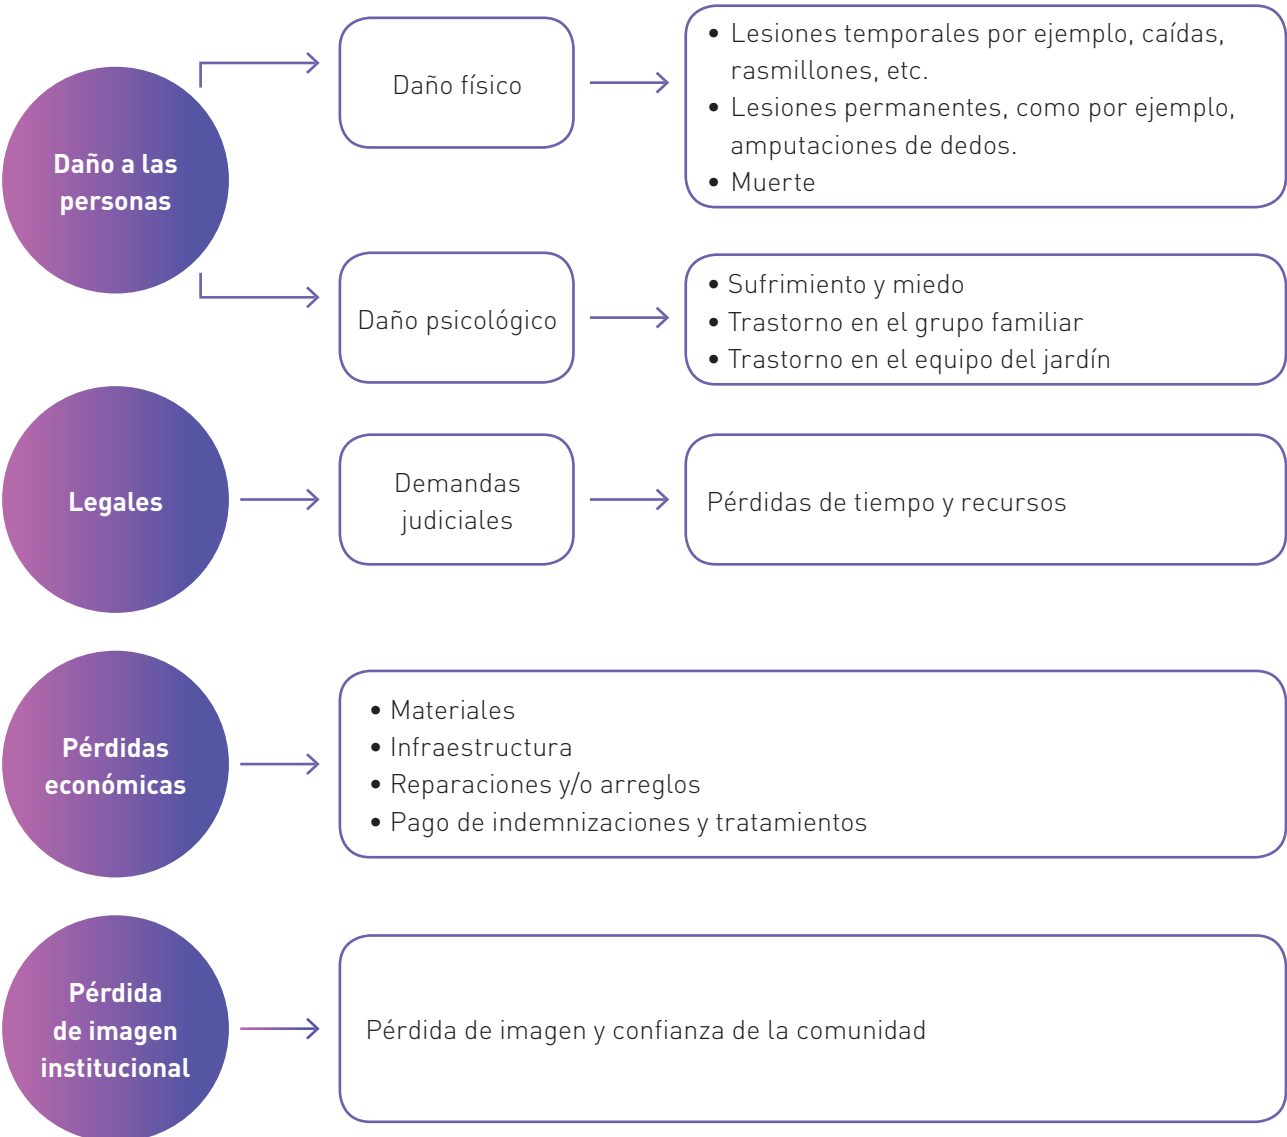 Daño a las
personas
Daño físico
• Lesiones temporales por ejemplo, caídas,
rasmillones, etc.
• Lesiones permanentes, como por ejemplo,
amputaciones de dedos.
• Muerte
Daño psicológico
• Sufrimiento y miedo
• Trastorno en el grupo familiar
• Trastorno en el equipo del jardín
Legales
Demandas
judiciales
Pérdidas de tiempo y recursos
Pérdidas
económicas
• Materiales
• Infraestructura
• Reparaciones y/o arreglos
• Pago de indemnizaciones y tratamientos
Pérdida
de imagen
institucional
Pérdida de imagen y confianza de la comunidad